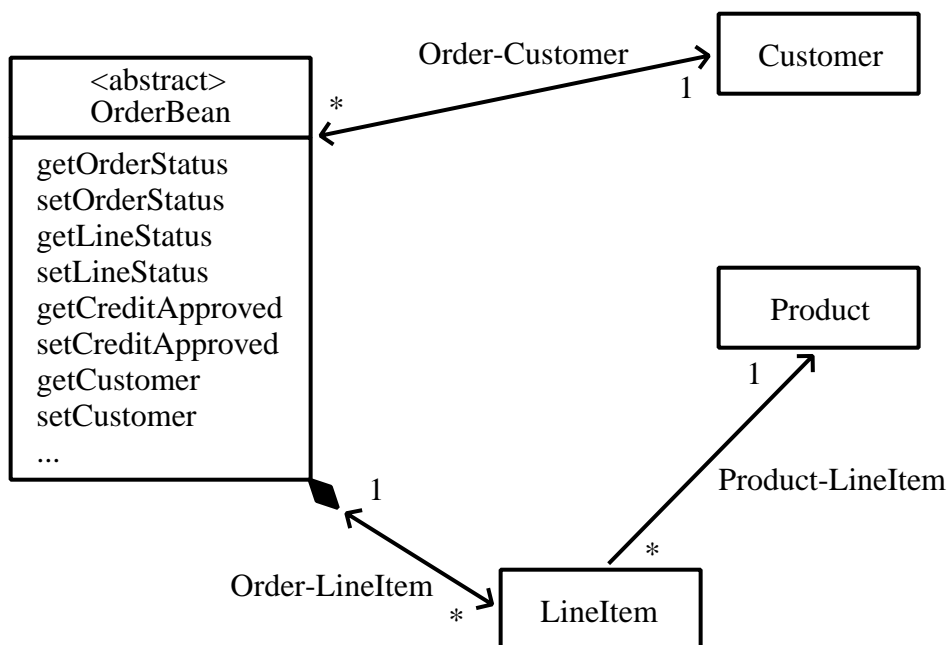 <abstract>
OrderBean
getOrderStatus
setOrderStatus
getLineStatus
setLineStatus
getCreditApproved
setCreditApproved
getCustomer
setCustomer
...
Order-Customer
*
1
Customer
Product
1
Product-LineItem
*
1
Order-LineItem
*
LineItem